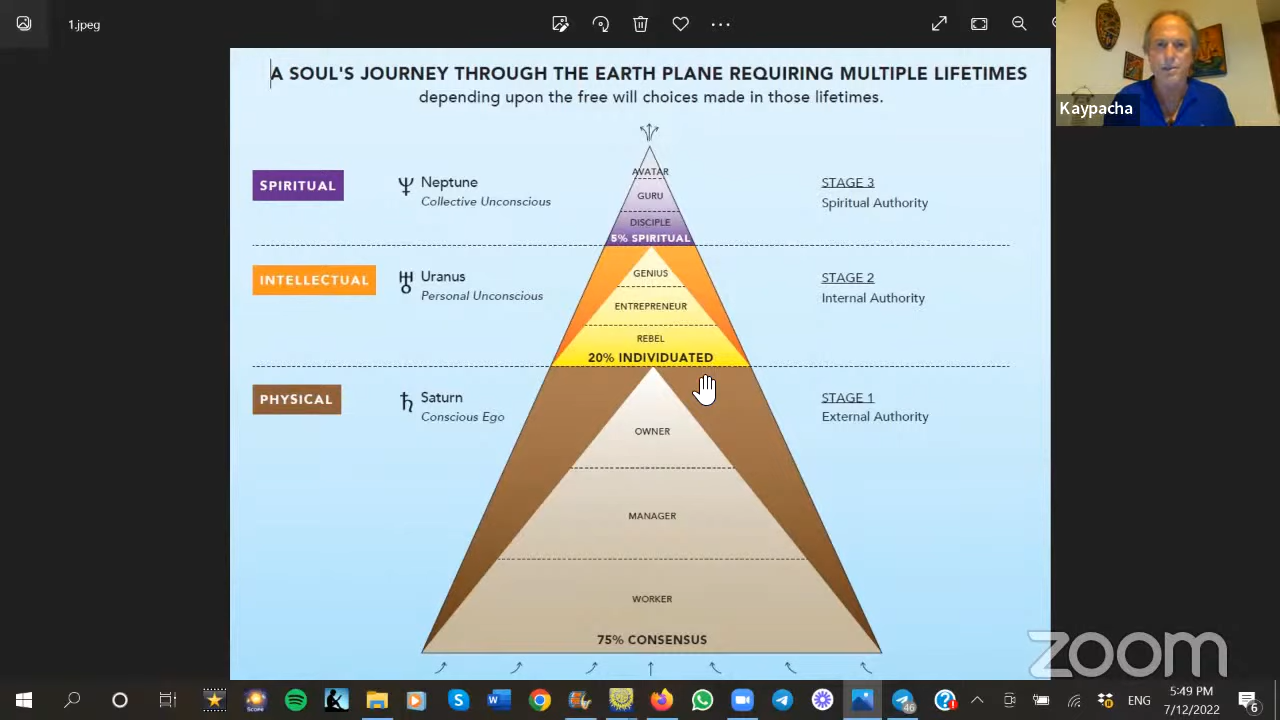 1.jpeg
Kaypacha
A SOUL'S JOURNEY THROUGH THE EARTH PLANE REQUIRING MULTIPLE LIFETIMES
depending upon the free will choices made in those lifetimes.
SPIRITUAL
♆ Neptune
Collective Unconscious
AVATAR
GURU
DISCIPLE
5% SPIRITUAL
STAGE 3
Spiritual Authority
INTELLECTUAL
♅ Uranus
Personal Unconscious
GENIUS
ENTREPRENEUR
REBEL
20% INDIVIDUATED
STAGE 2
Internal Authority
PHYSICAL
♄ Saturn
Conscious Ego
OWNER
MANAGER
WORKER
75% CONSENSUS
STAGE 1
External Authority
zoom
46
ENG
5:49 PM
7/12/2022
6